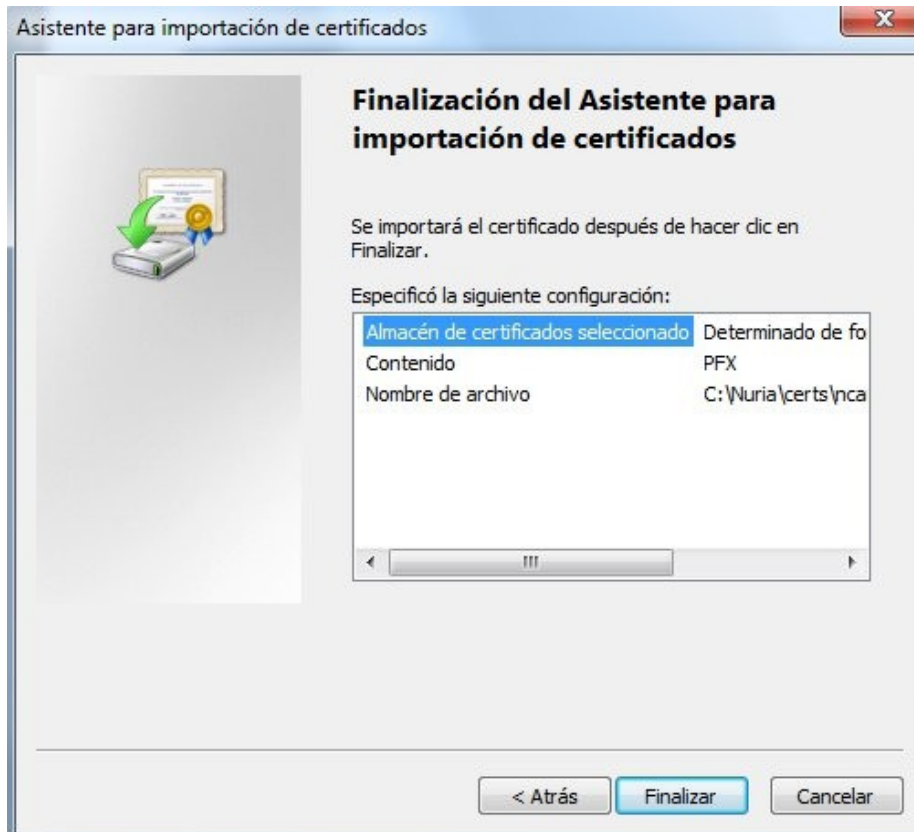 Asistente para importación de certificados
Finalización del Asistente para
importación de certificados
Se importará el certificado después de hacer clic en
Finalizar.
Especificó la siguiente configuración:
Almacén de certificados seleccionado Determinado de fo
Contenido PFX
Nombre de archivo C:\Nuria\certs\nca
< Atrás Finalizar Cancelar